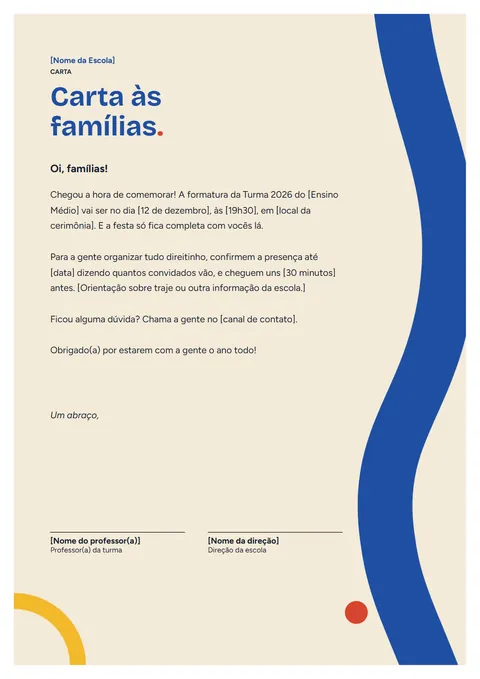 [Nome da Escola]
CARTA
Carta às
famílias.
Oi, famílias!
Chegou a hora de comemorar! A formatura da Turma 2026 do [Ensino
Médio] vai ser no dia [12 de dezembro], às [19h30], em [local da
cerimônia]. E a festa só fica completa com vocês lá.
Para a gente organizar tudo direitinho, confirmem a presença até
[data] dizendo quantos convidados vão, e cheguem uns [30 minutos]
antes. [Orientação sobre traje ou outra informação da escola.]
Ficou alguma dúvida? Chama a gente no [canal de contato].
Obrigado(a) por estarem com a gente o ano todo!
Um abraço,
[Nome do professor(a)]
Professor(a) da turma
[Nome da direção]
Direção da escola